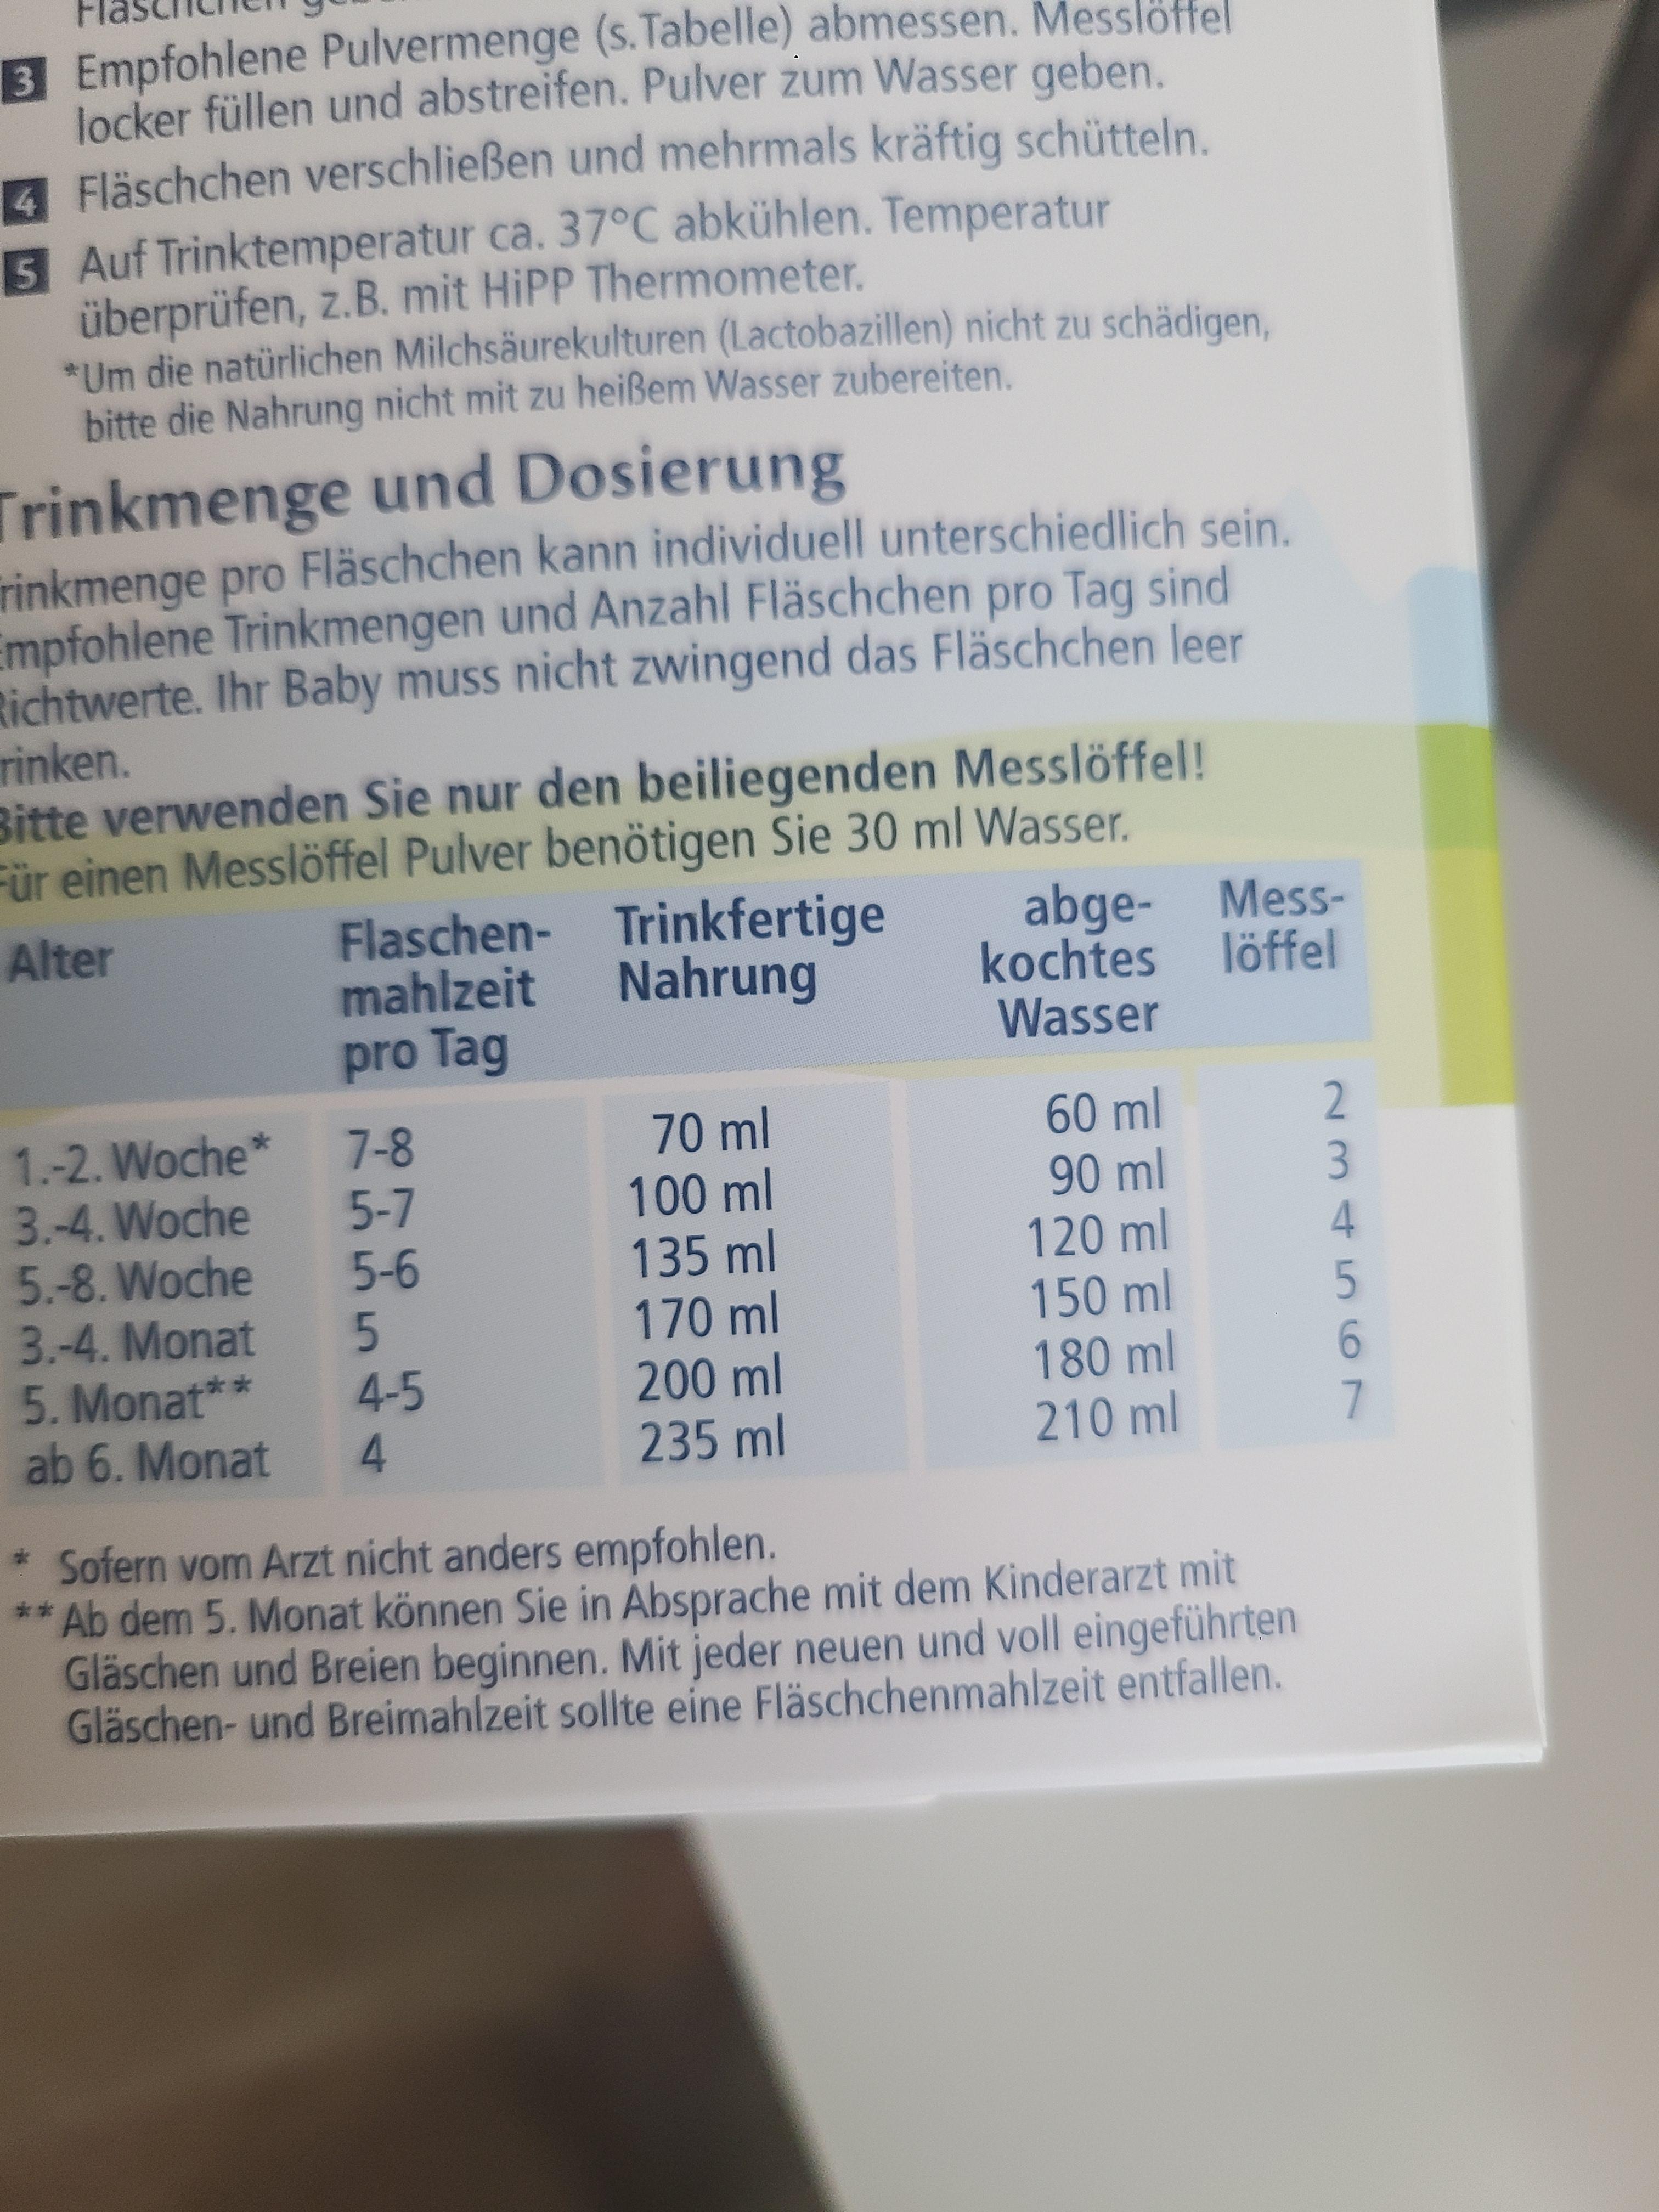 Fläschchen
3 Empfohlene Pulvermenge (s.Tabelle) abmessen. Messlöffel
locker füllen und abstreifen. Pulver zum Wasser geben.
4 Fläschchen verschließen und mehrmals kräftig schütteln.
5 Auf Trinktemperatur ca. 37°C abkühlen. Temperatur
überprüfen, z.B. mit HiPP Thermometer.
*Um die natürlichen Milchsäurekulturen (Lactobazillen) nicht zu schädigen,
bitte die Nahrung nicht mit zu heißem Wasser zubereiten.
Trinkmenge und Dosierung
Trinkmenge pro Fläschchen kann individuell unterschiedlich sein.
Empfohlene Trinkmengen und Anzahl Fläschchen pro Tag sind
Richtwerte. Ihr Baby muss nicht zwingend das Fläschchen leer
rinken.
Bitte verwenden Sie nur den beiliegenden Messlöffel!
Für einen Messlöffel Pulver benötigen Sie 30 ml Wasser.
Alter Flaschen- Trinkfertige abge- Mess-
mahlzeit Nahrung kochtes löffel
pro Tag Wasser
1.-2. Woche* 7-8 70 ml 60 ml 2
3.-4. Woche 5-7 100 ml 90 ml 3
5.-8. Woche 5-6 135 ml 120 ml 4
3.-4. Monat 5 170 ml 150 ml 5
5. Monat** 4-5 200 ml 180 ml 6
ab 6. Monat 4 235 ml 210 ml 7
* Sofern vom Arzt nicht anders empfohlen.
** Ab dem 5. Monat können Sie in Absprache mit dem Kinderarzt mit
Gläschen und Breien beginnen. Mit jeder neuen und voll eingeführten
Gläschen- und Breimahlzeit sollte eine Fläschchenmahlzeit entfallen.